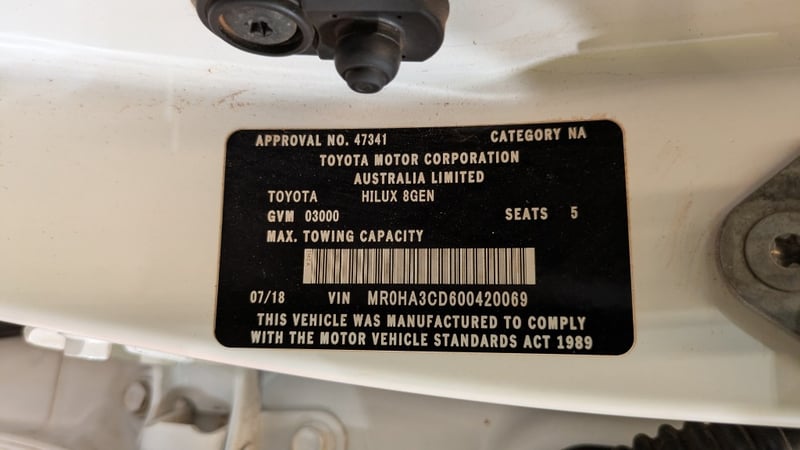 APPROVAL NO. 47341 CATEGORY NA
TOYOTA MOTOR CORPORATION
AUSTRALIA LIMITED
TOYOTA HILUX 8GEN
GVM 03000 SEATS 5
MAX. TOWING CAPACITY
07/18 VIN MR0HA3CD600420069
THIS VEHICLE WAS MANUFACTURED TO COMPLY
WITH THE MOTOR VEHICLE STANDARDS ACT 1989